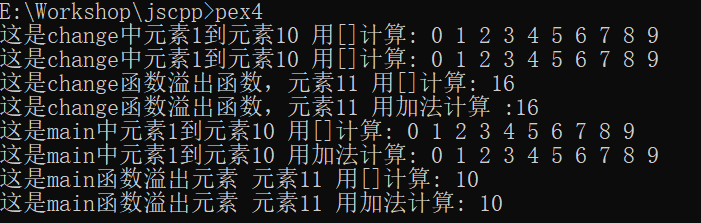 E:\Workshop\jscpp>pex4
这是change中元素1到元素10 用[]计算: 0 1 2 3 4 5 6 7 8 9
这是change中元素1到元素10 用[]计算: 0 1 2 3 4 5 6 7 8 9
这是change函数溢出函数，元素11 用[]计算: 16
这是change函数溢出函数，元素11 用加法计算 :16
这是main中元素1到元素10 用[]计算: 0 1 2 3 4 5 6 7 8 9
这是main中元素1到元素10 用加法计算: 0 1 2 3 4 5 6 7 8 9
这是main函数溢出元素 元素11 用[]计算: 10
这是main函数溢出元素 元素11 用加法计算: 10